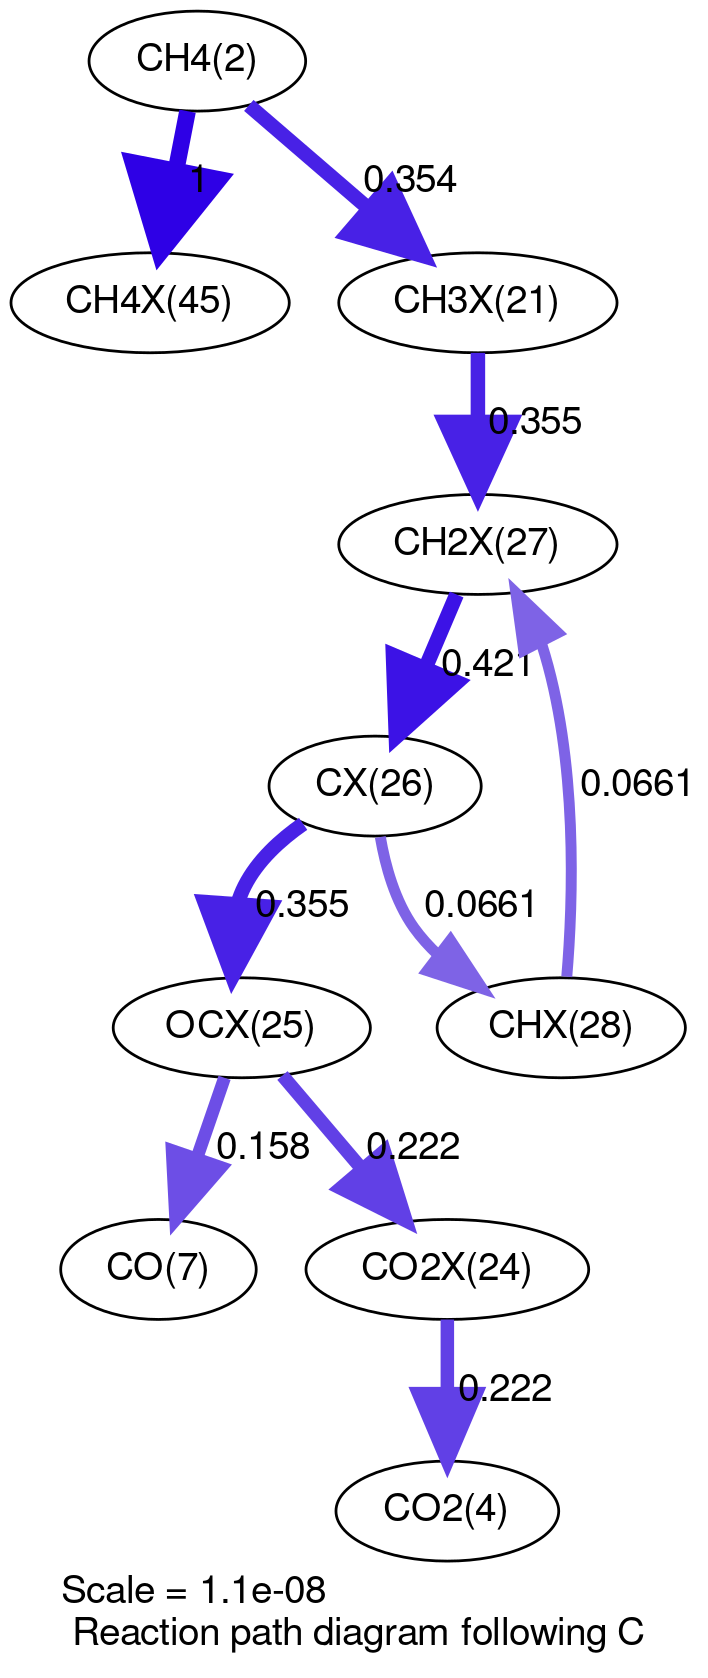 CH4(2)
1
0.354
CH4X(45)
CH3X(21)
0.355
CH2X(27)
0.421
CX(26)
0.0661
0.355
0.0661
OCX(25)
CHX(28)
0.158
0.222
CO(7)
CO2X(24)
0.222
CO2(4)
Scale = 1.1e-08
Reaction path diagram following C